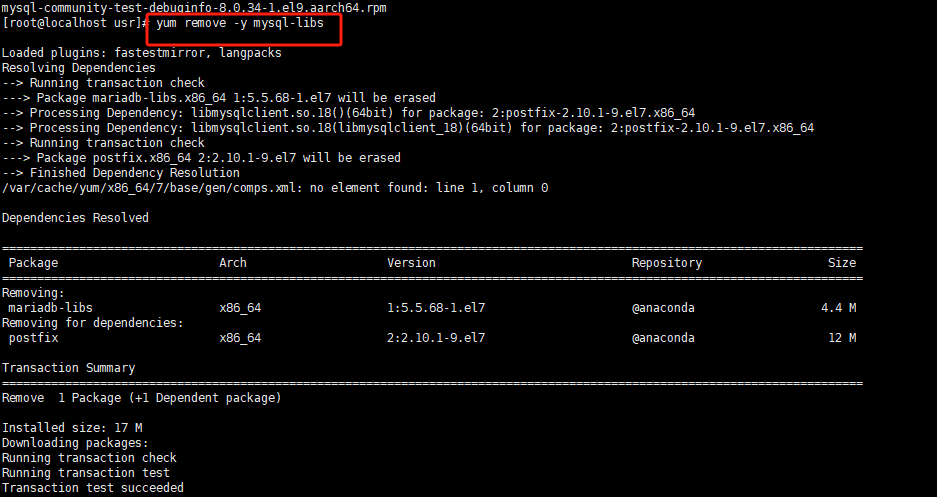 mysql-community-test-debuginfo-8.0.34-1.el9.aarch64.rpm
[root@localhost usr]# yum remove -y mysql-libs
Loaded plugins: fastestmirror, langpacks
Resolving Dependencies
--> Running transaction check
---> Package mariadb-libs.x86_64 1:5.5.68-1.el7 will be erased
--> Processing Dependency: libmysqlclient.so.18()(64bit) for package: 2:postfix-2.10.1-9.el7.x86_64
--> Processing Dependency: libmysqlclient.so.18(libmysqlclient_18)(64bit) for package: 2:postfix-2.10.1-9.el7.x86_64
--> Running transaction check
---> Package postfix.x86_64 2:2.10.1-9.el7 will be erased
--> Finished Dependency Resolution
/var/cache/yum/x86_64/7/base/gen/comps.xml: no element found: line 1, column 0
Dependencies Resolved
================================================================================
Package Arch Version Repository Size
================================================================================
Removing:
mariadb-libs x86_64 1:5.5.68-1.el7 @anaconda 4.4 M
Removing for dependencies:
postfix x86_64 2:2.10.1-9.el7 @anaconda 12 M
Transaction Summary
================================================================================
Remove  1 Package (+1 Dependent package)
Installed size: 17 M
Downloading packages:
Running transaction check
Running transaction test
Transaction test succeeded